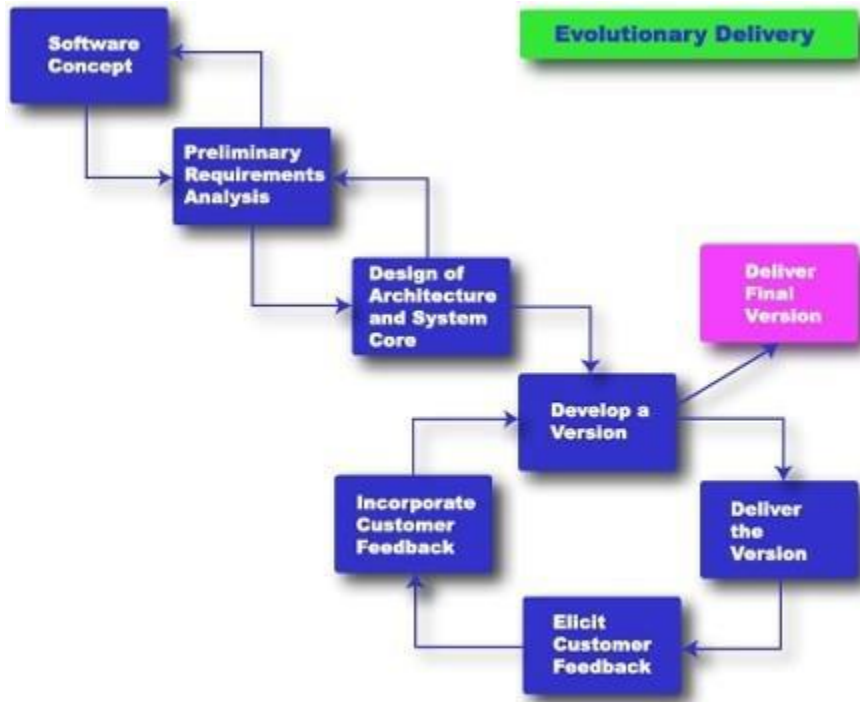 Software
Concept
Evolutionary Delivery
Preliminary
Requirements
Analysis
Design of
Architecture
and System
Core
Deliver
Final
Version
Develop a
Version
Incorporate
Customer
Feedback
Deliver
the
Version
Elicit
Customer
Feedback